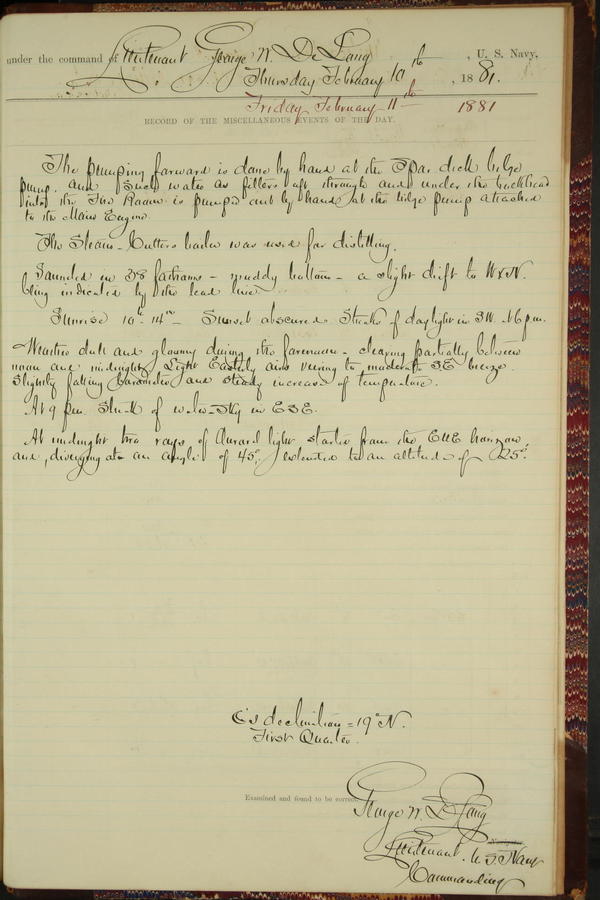 under the command of Lieutenant George W. De Long, U. S. Navy,
Thursday February 10th, 1881.
Friday February 11th 1881
RECORD OF THE MISCELLANEOUS EVENTS OF THE DAY.
The pumping forward is done by hand at the Spar deck bilge
pump, and such water as filters aft through and under the bulkhead
into the Fire Room is pumped out by hand at the bilge pump attached
to the Main Engine.
The Steam-Cutters boiler was used for distilling.
Sounded in 38 fathoms - muddy bottom - a slight drift to WxN.
being indicated by the lead line.
Sunrise 10h 14m - Sunset obscured. Streaks of daylight in SW. at 6 p.m.
Weather dull and gloomy during the forenoon - clearing partially between
noon and midnight. Light Easterly airs veering to moderate SE breeze.
Slightly falling barometer and steady increase of temperature.
At 9 p.m. streak of water-sky in ESE.
At midnight two rays of Auroral light started from the ENE horizon,
and, diverging at an angle of 45°, extended to an altitude of 25°.
☾'s declination = 19° N.
First Quarter.
Examined and found to be correct.
George W. De Long
Navigator
Lieutenant. U.S. Navy
Commanding